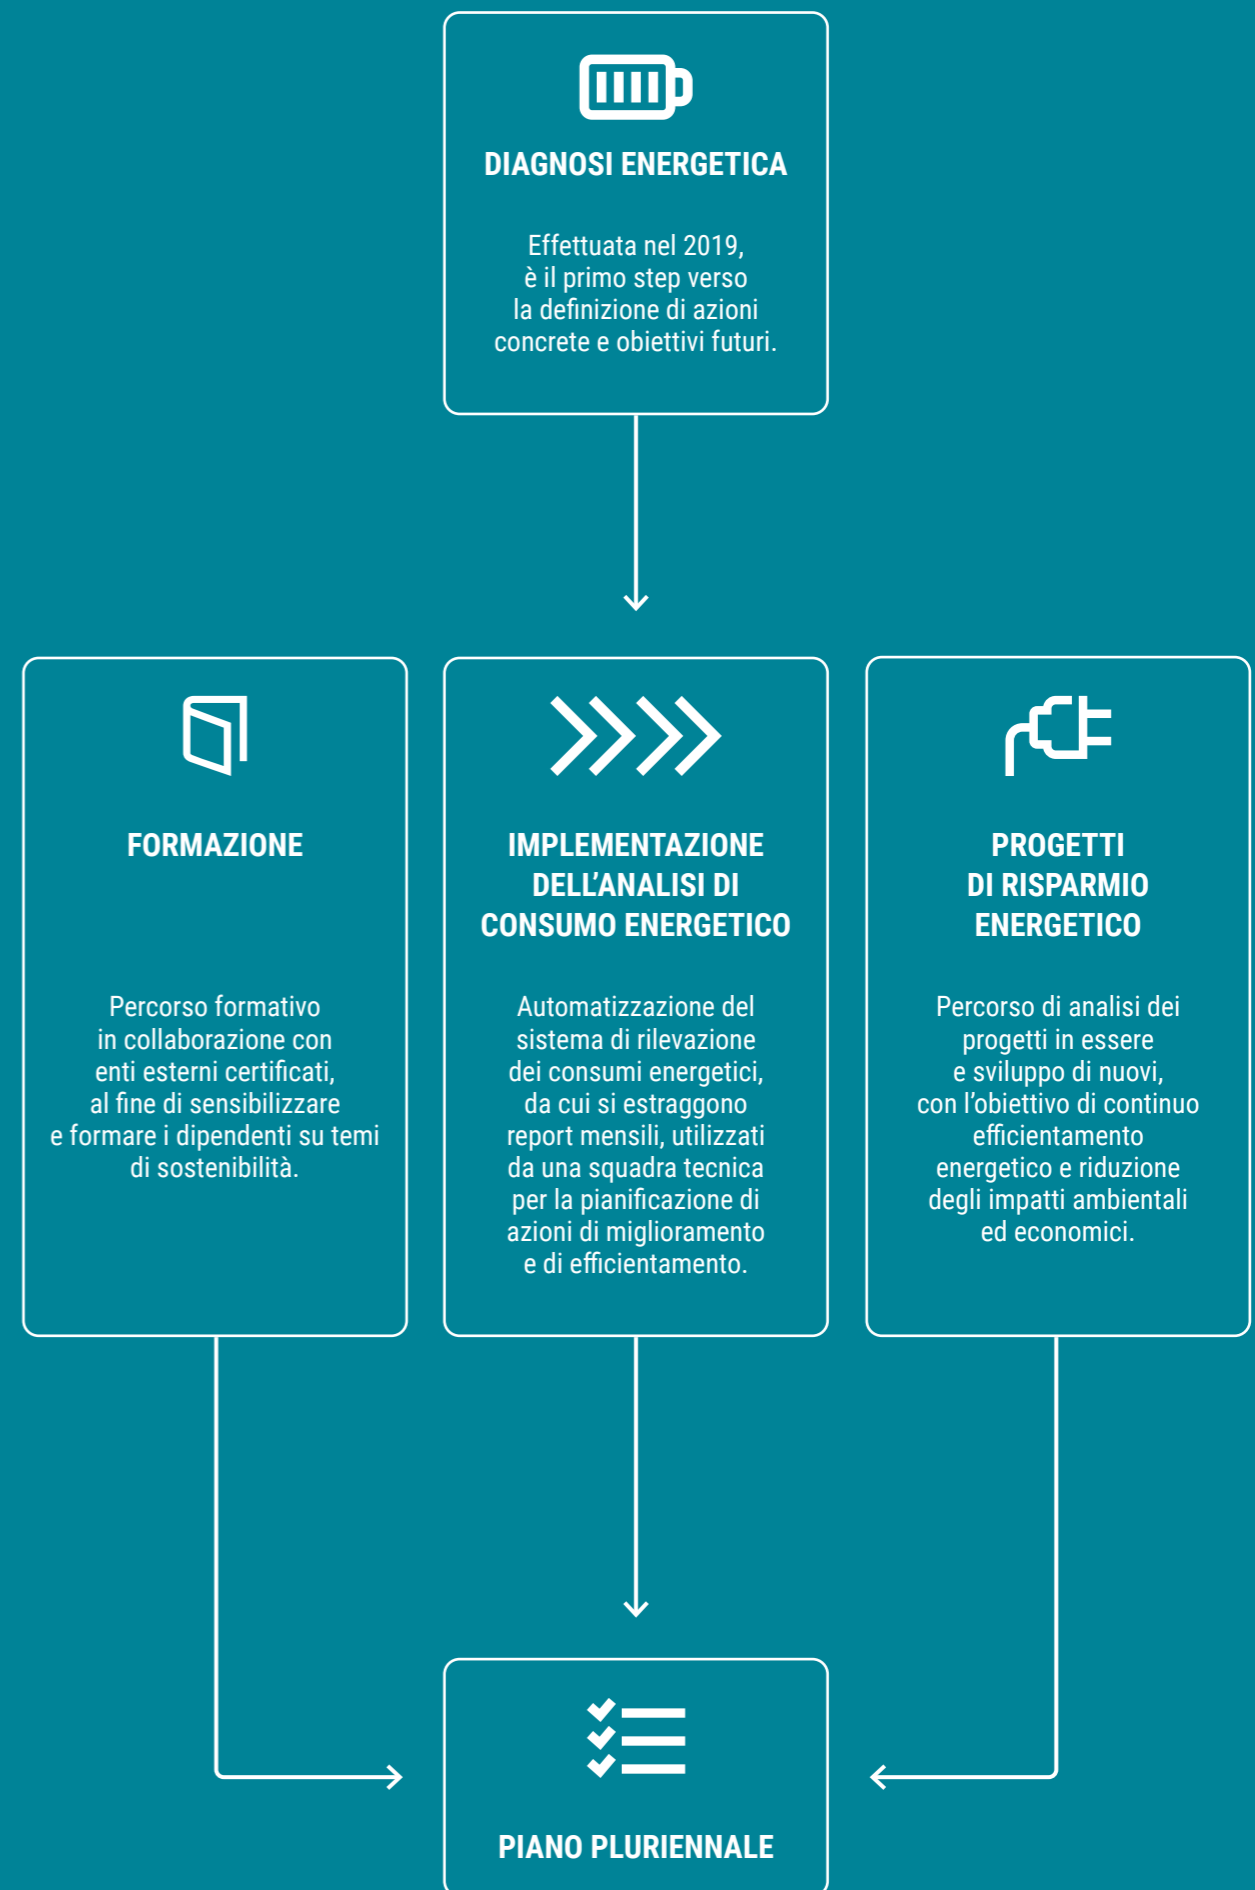 DIAGNOSI ENERGETICA
Effettuata nel 2019,
è il primo step verso
la definizione di azioni
concrete e obiettivi futuri.
FORMAZIONE
Percorso formativo
in collaborazione con
enti esterni certificati,
al fine di sensibilizzare
e formare i dipendenti su temi
di sostenibilità.
IMPLEMENTAZIONE
DELL’ANALISI DI
CONSUMO ENERGETICO
Automatizzazione del
sistema di rilevazione
dei consumi energetici,
da cui si estraggono
report mensili, utilizzati
da una squadra tecnica
per la pianificazione di
azioni di miglioramento
e di efficientamento.
PROGETTI
DI RISPARMIO
ENERGETICO
Percorso di analisi dei
progetti in essere
e sviluppo di nuovi,
con l’obiettivo di continuo
efficientamento
energetico e riduzione
degli impatti ambientali
ed economici.
PIANO PLURIENNALE